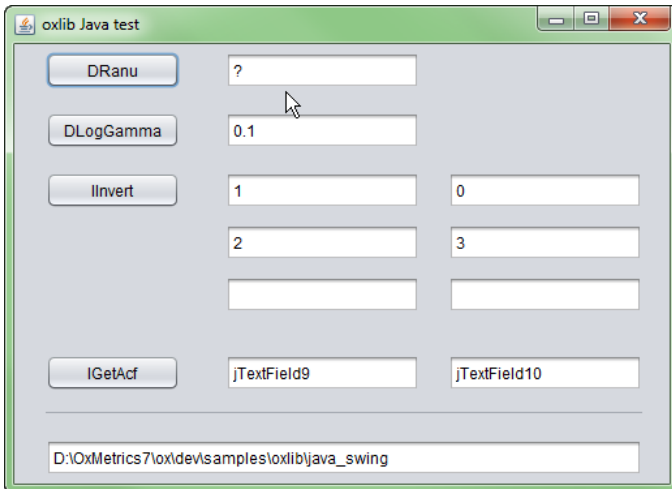 oxlib Java test
DRanu ?
DLogGamma 0.1
IInvert 1 0
2 3
IGetAcf jTextField9 jTextField10
D:\OxMetrics7\ox\dev\samples\oxlib\java_swing